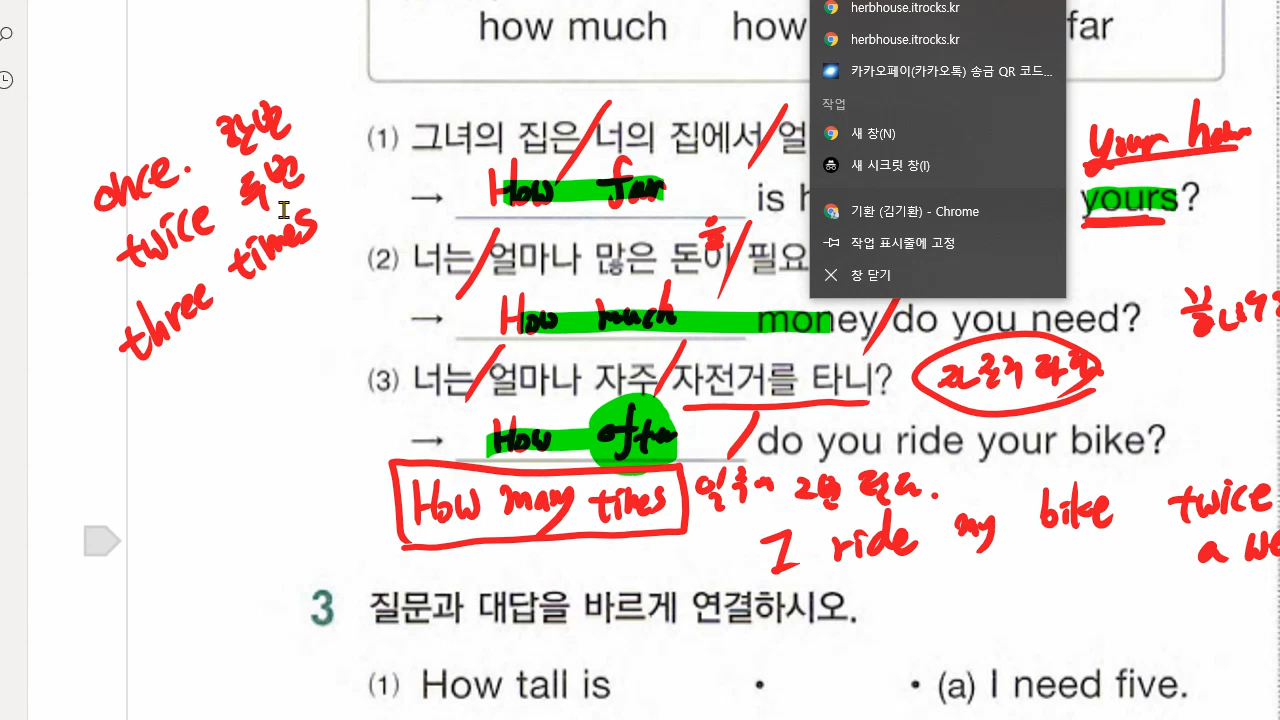 how much how far
herbhouse.itrocks.kr
herbhouse.itrocks.kr
카카오페이(카카오톡) 송금 QR 코드...
작업
새 창(N)
새 시크릿 창(I)
기환 (김기환) - Chrome
작업 표시줄에 고정
창 닫기
once. 한번
twice 두번
three times
(1) 그녀의 집은 너의 집에서 얼
your hom
→ How far is h yours?
(2) 너는 얼마나 많은 돈이 필요
을
→ How much money do you need?
(3) 너는 얼마나 자주 자전거를 타니?
→ How often do you ride your bike?
How many times
I ride my bike twice
a we
3 질문과 대답을 바르게 연결하시오.
(1) How tall is • • (a) I need five.